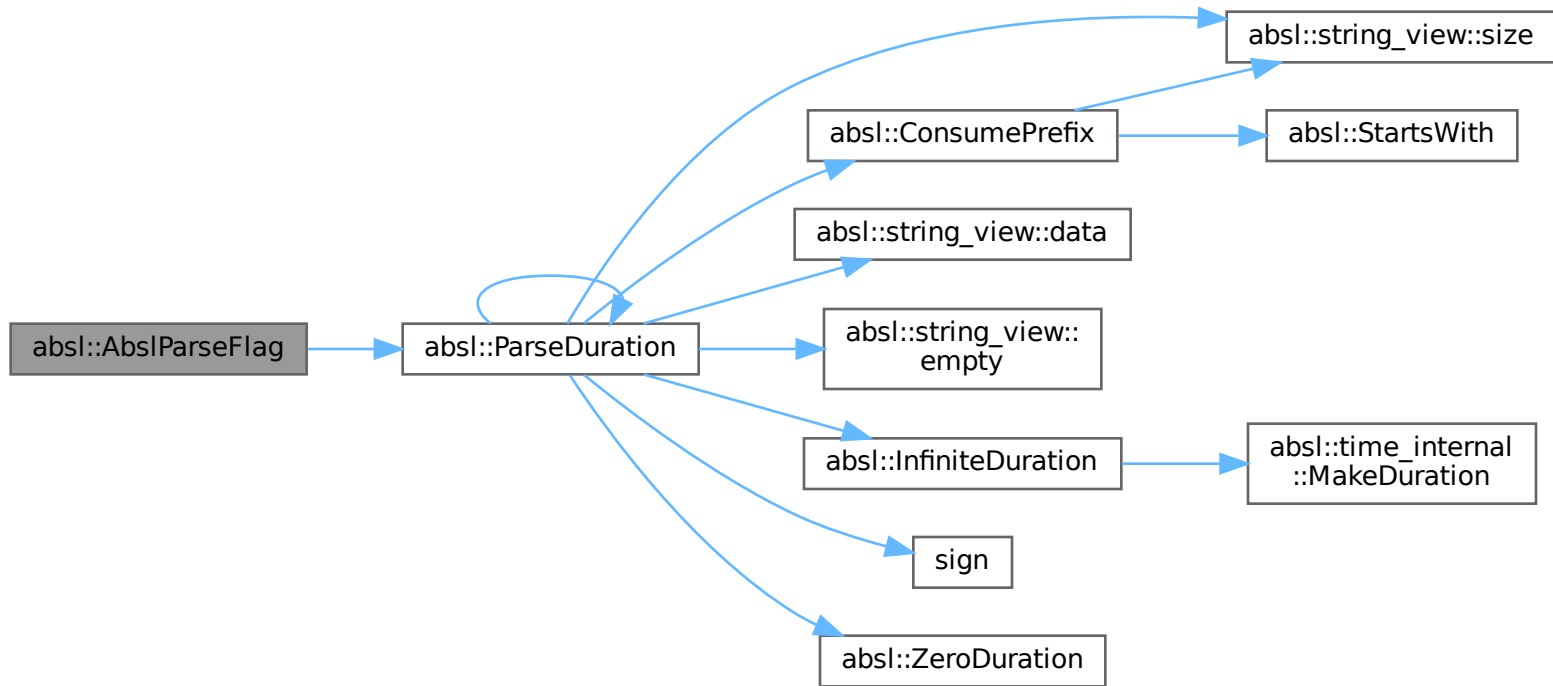 absl::string_view::size
absl::ConsumePrefix
absl::StartsWith
absl::string_view::data
absl::AbslParseFlag
absl::ParseDuration
absl::string_view::
empty
absl::InfiniteDuration
absl::time_internal
::MakeDuration
sign
absl::ZeroDuration